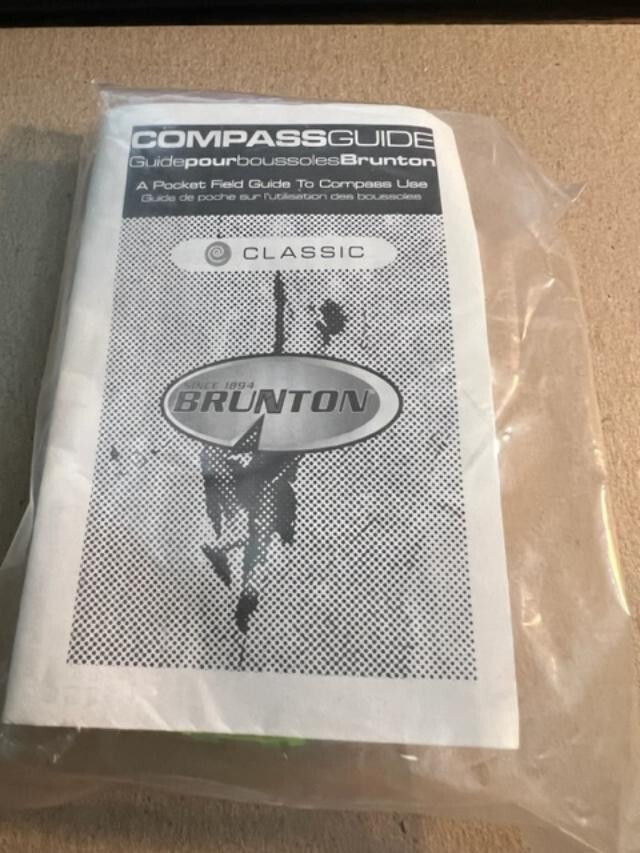 COMPASSGUIDE
GuidepourboussolesBrunton
A Pocket Field Guide To Compass Use
Guide de poche sur l'utilisation des boussoles
CLASSIC
SINCE 1894
BRUNTON